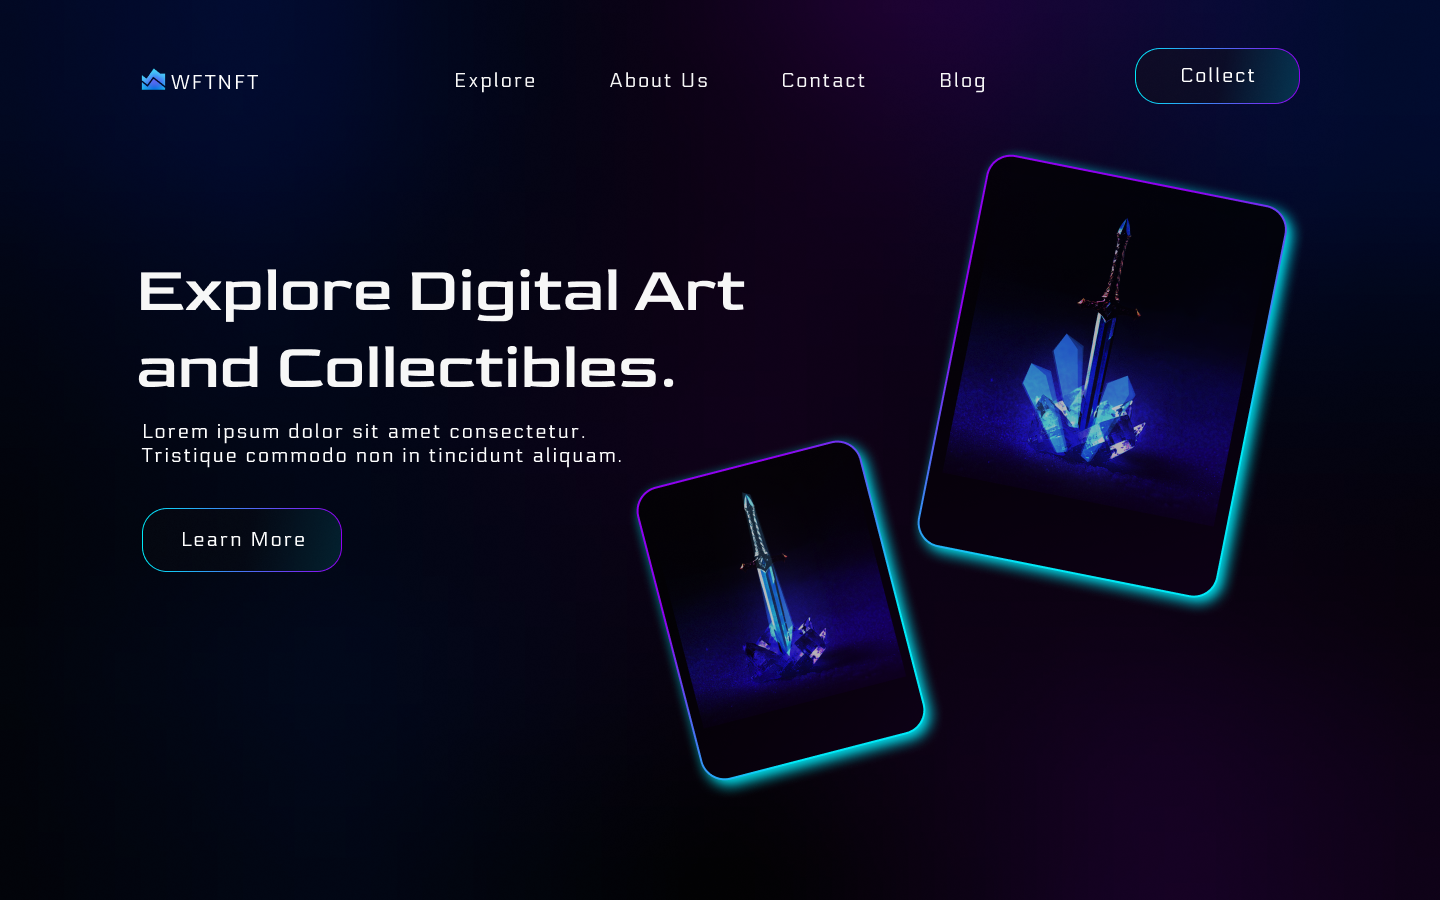 WFTNFT
Explore
About Us
Contact
Blog
Collect
Explore Digital Art
and Collectibles.
Lorem ipsum dolor sit amet consectetur.
Tristique commodo non in tincidunt aliquam.
Learn More